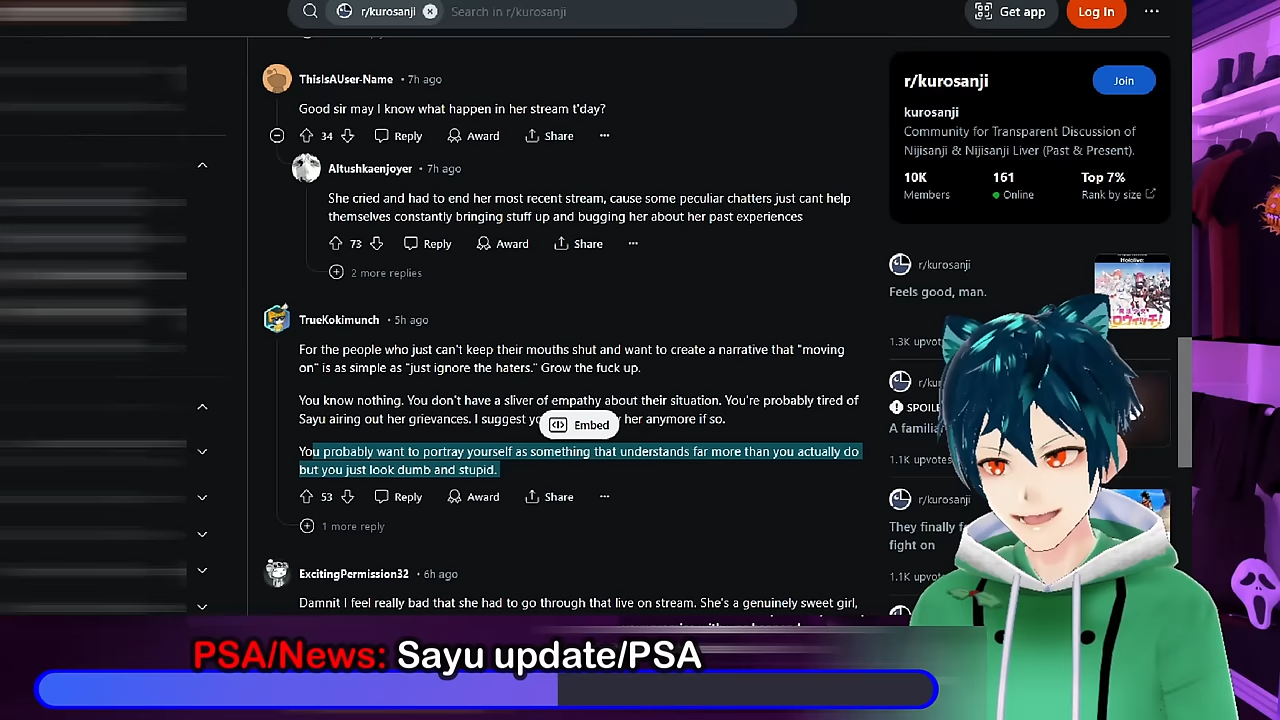 r/kurosanji
Search in r/kurosanji
Get app
Log In
ThisIsAUser-Name • 7h ago
Good sir may I know what happen in her stream t'day?
34 Reply Award Share
Altushkaenjoyer • 7h ago
She cried and had to end her most recent stream, cause some peculiar chatters just cant help
themselves constantly bringing stuff up and bugging her about her past experiences
73 Reply Award Share
2 more replies
TrueKokimunch • 5h ago
For the people who just can't keep their mouths shut and want to create a narrative that "moving
on" is as simple as "just ignore the haters." Grow the fuck up.
You know nothing. You don't have a sliver of empathy about their situation. You're probably tired of
Sayu airing out her grievances. I suggest her anymore if so.
Embed
You probably want to portray yourself as something that understands far more than you actually do
but you just look dumb and stupid.
53 Reply Award Share
1 more reply
ExcitingPermission32 • 6h ago
Damnit I feel really bad that she had to go through that live on stream. She's a genuinely sweet girl,
r/kurosanji
Join
kurosanji
Community for Transparent Discussion of
Nijisanji & Nijisanji Liver (Past & Present).
10K 161 Top 7%
Members Online Rank by size
r/kurosanji
Feels good, man.
1.3K
SPOILE
1.1K upvotes
r/kurosanji
They finally
fight on
1.1K
PSA/News: Sayu update/PSA